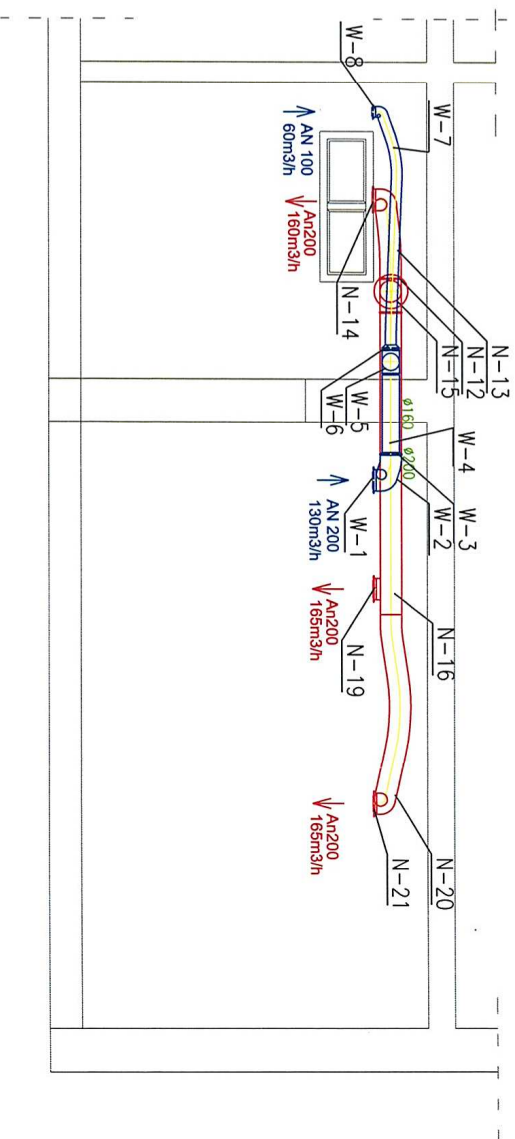 W-8
W-7
AN 100
60m3/h
An200
160m3/h
N-14
N-13
N-12
N-15
W-6
W-5
ø160
W-4
ø200
W-3
W-2
W-1
AN 200
130m3/h
An200
165m3/h
N-19
N-16
An200
165m3/h
N-20
N-21